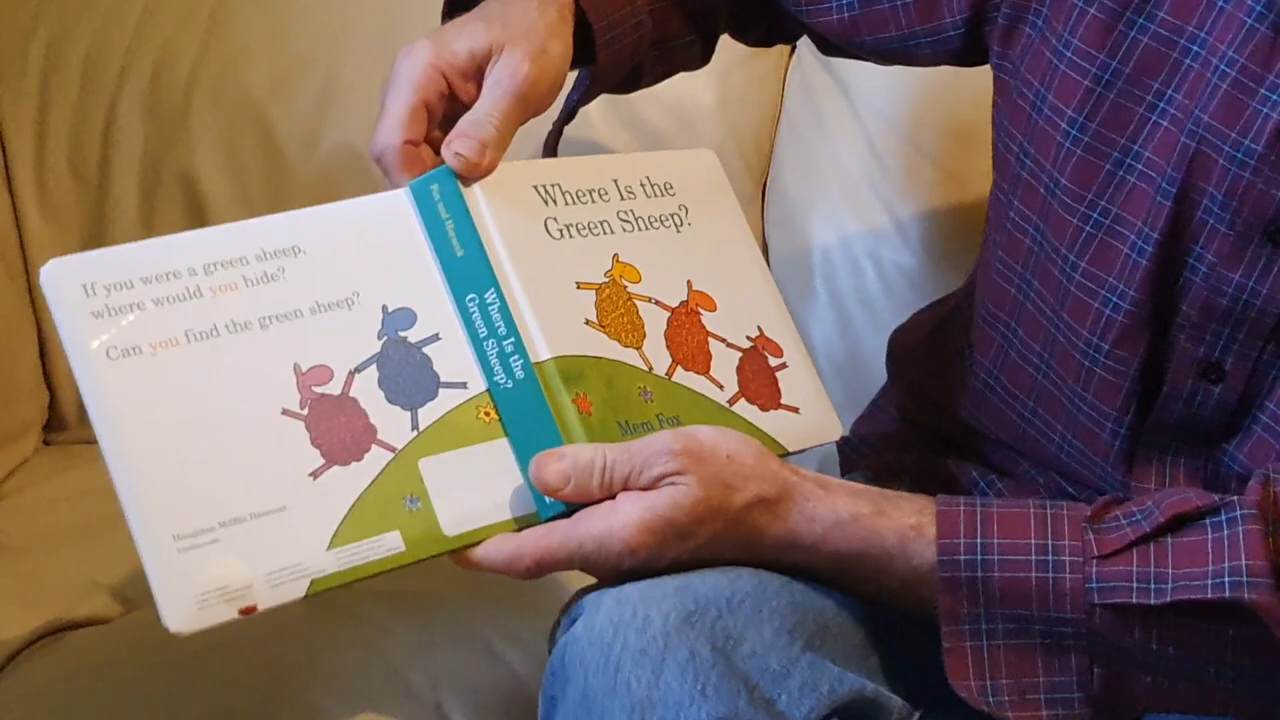 If you were a green sheep,
where would you hide?
Can you find the green sheep?
Houghton Mifflin Harcourt
Fox and Horacek
Where Is the
Green Sheep?
Where Is the
Green Sheep?
Mem Fox